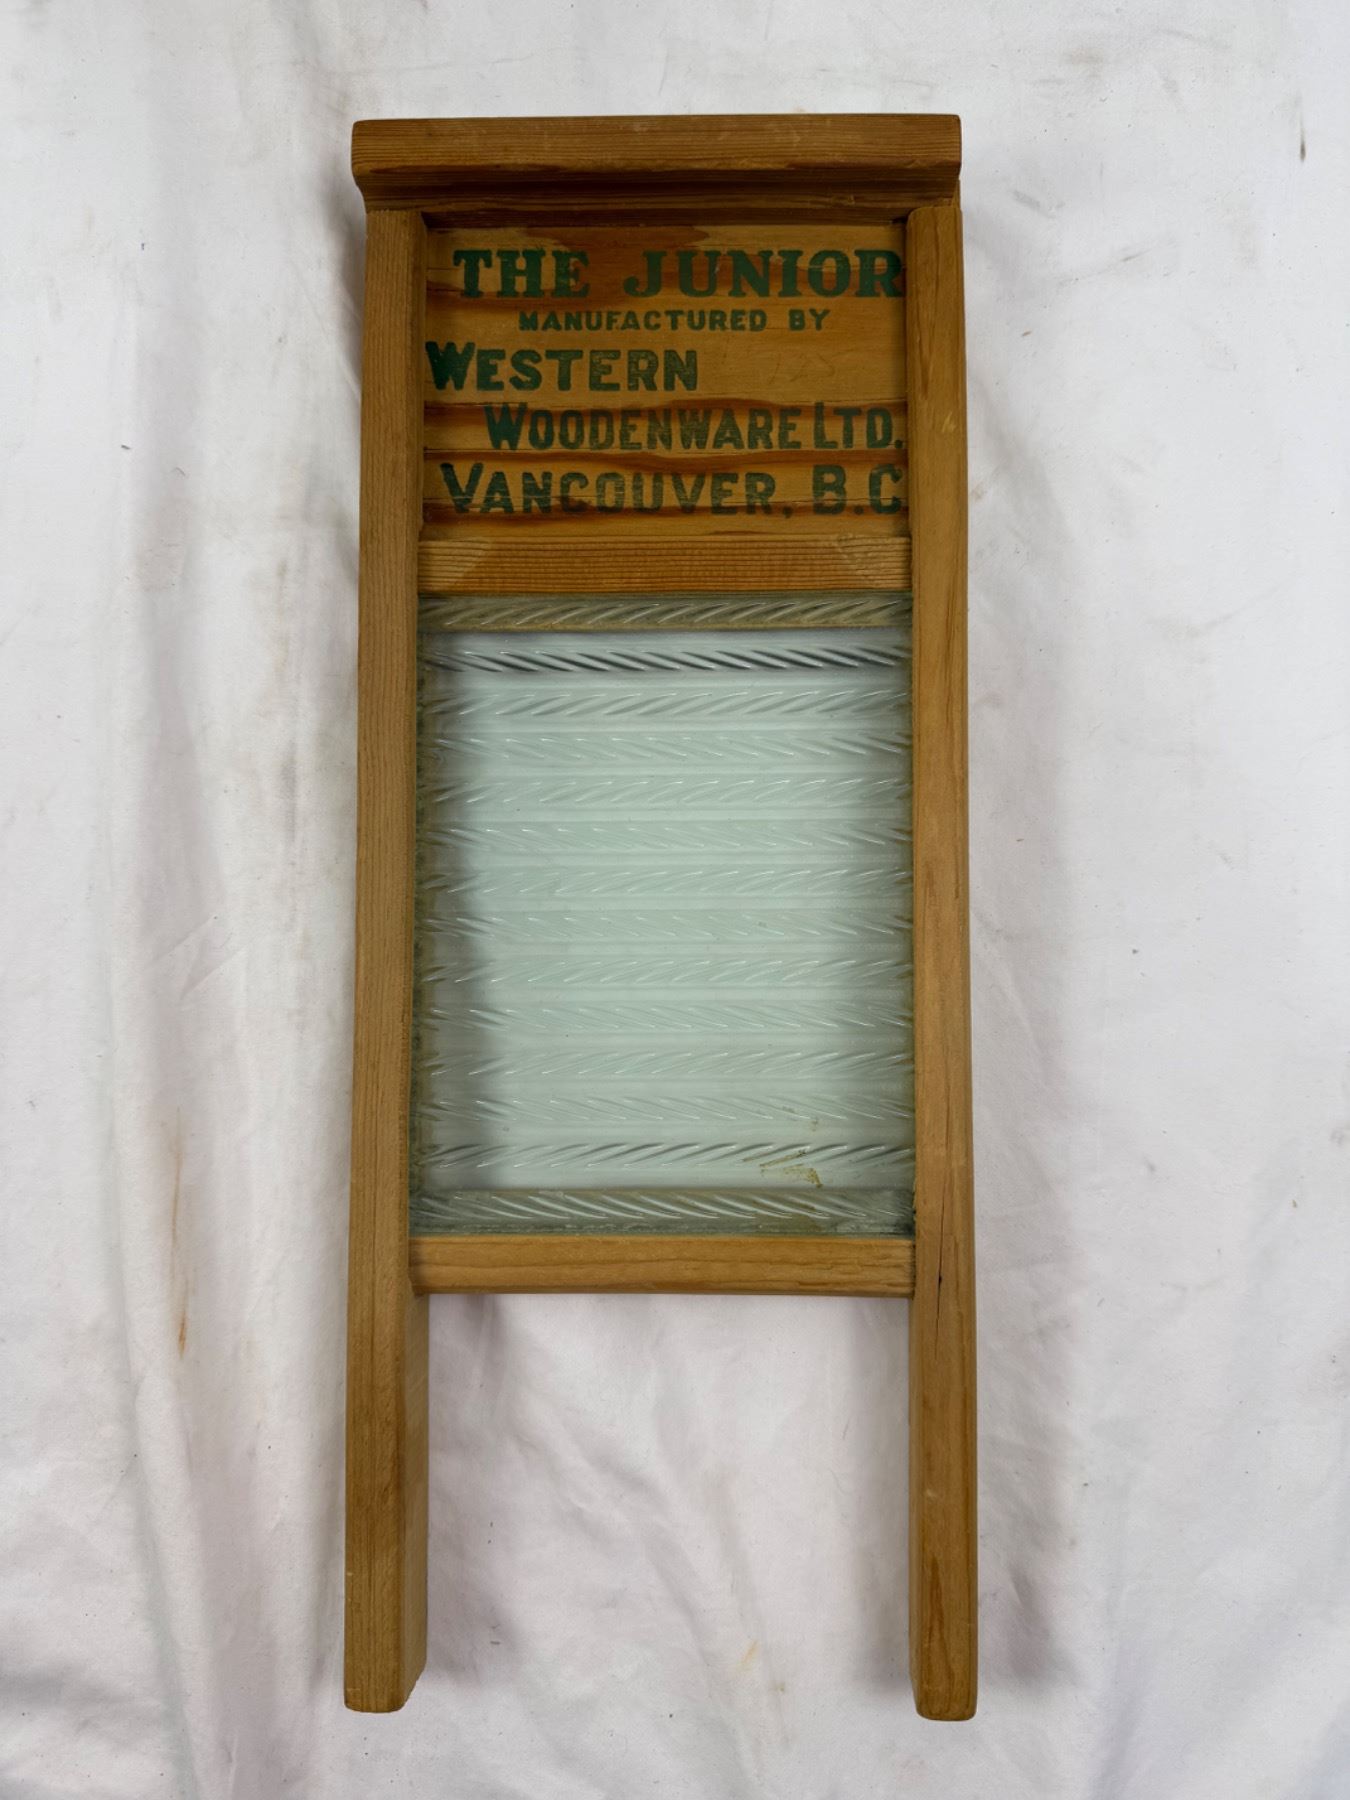 THE JUNIOR
MANUFACTURED BY
WESTERN
WOODENWARE LTD.
VANCOUVER, B.C